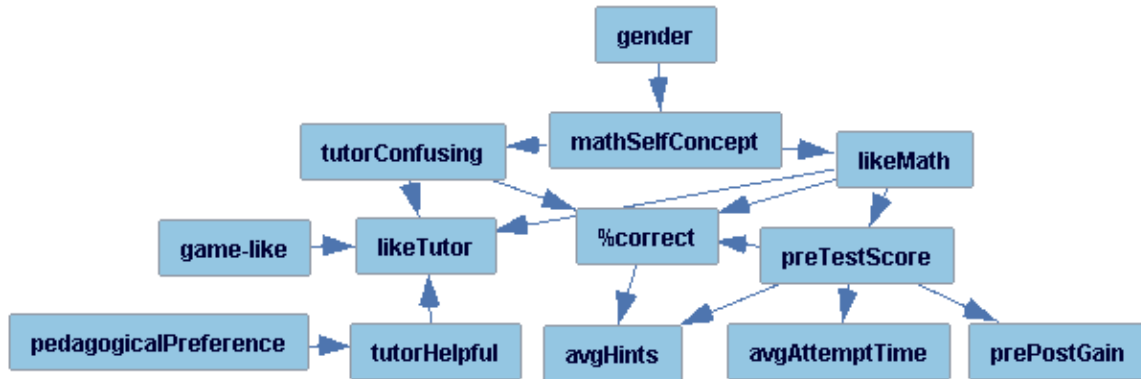 gender
mathSelfConcept
tutorConfusing
likeMath
game-like
likeTutor
%correct
preTestScore
pedagogicalPreference
tutorHelpful
avgHints
avgAttemptTime
prePostGain